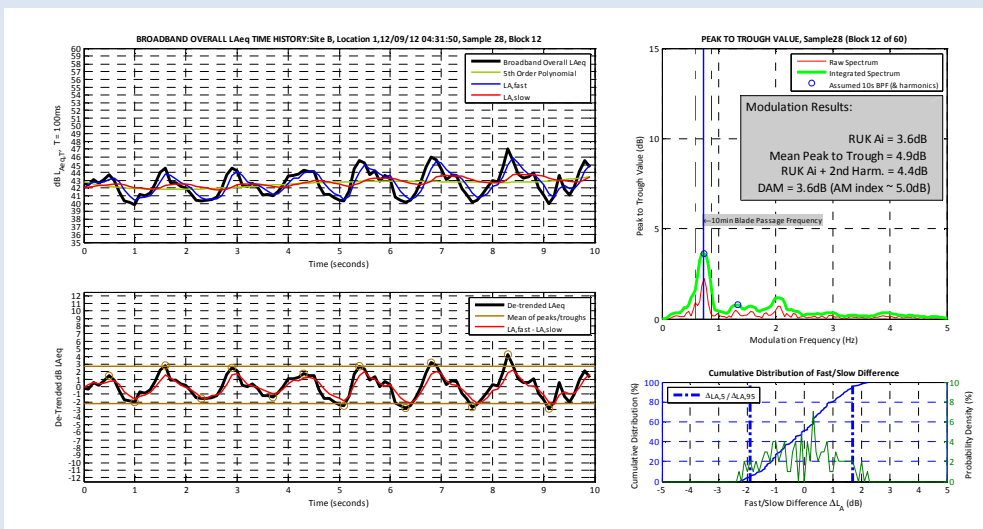 BROADBAND OVERALL LAeq TIME HISTORY:Site B, Location 1,12/09/12 04:31:50, Sample 28, Block 12
dB LAeq,T, T = 100ms
60
59
58
57
56
55
54
53
52
51
50
49
48
47
46
45
44
43
42
41
40
39
38
37
36
35
Broadband Overall LAeq
5th Order Polynomial
LA,fast
LA,slow
0 1 2 3 4 5 6 7 8 9 10
Time (seconds)
De-Trended dB LAeq
12
11
10
9
8
7
6
5
4
3
2
1
0
-1
-2
-3
-4
-5
-6
-7
-8
-9
-10
-11
-12
De-trended LAeq
Mean of peaks/troughs
LA,fast - LA,slow
0 1 2 3 4 5 6 7 8 9 10
Time (seconds)
PEAK TO TROUGH VALUE, Sample28 (Block 12 of 60)
Peak to Trough Value (dB)
15
10
5
0
Raw Spectrum
Integrated Spectrum
Assumed 10s BPF (& harmonics)
Modulation Results:
RUK Ai = 3.6dB
Mean Peak to Trough = 4.9dB
RUK Ai + 2nd Harm. = 4.4dB
DAM = 3.6dB (AM index ~ 5.0dB)
←10min Blade Passage Frequency
0 1 2 3 4 5
Modulation Frequency (Hz)
Cumulative Distribution of Fast/Slow Difference
Cumulative Distribution (%)
100
80
60
40
20
0
ΔLA,5 / ΔLA,95
10
8
6
4
2
0
Probability Density (%)
-5 -4 -3 -2 -1 0 1 2 3 4 5
Fast/Slow Difference ΔLA (dB)